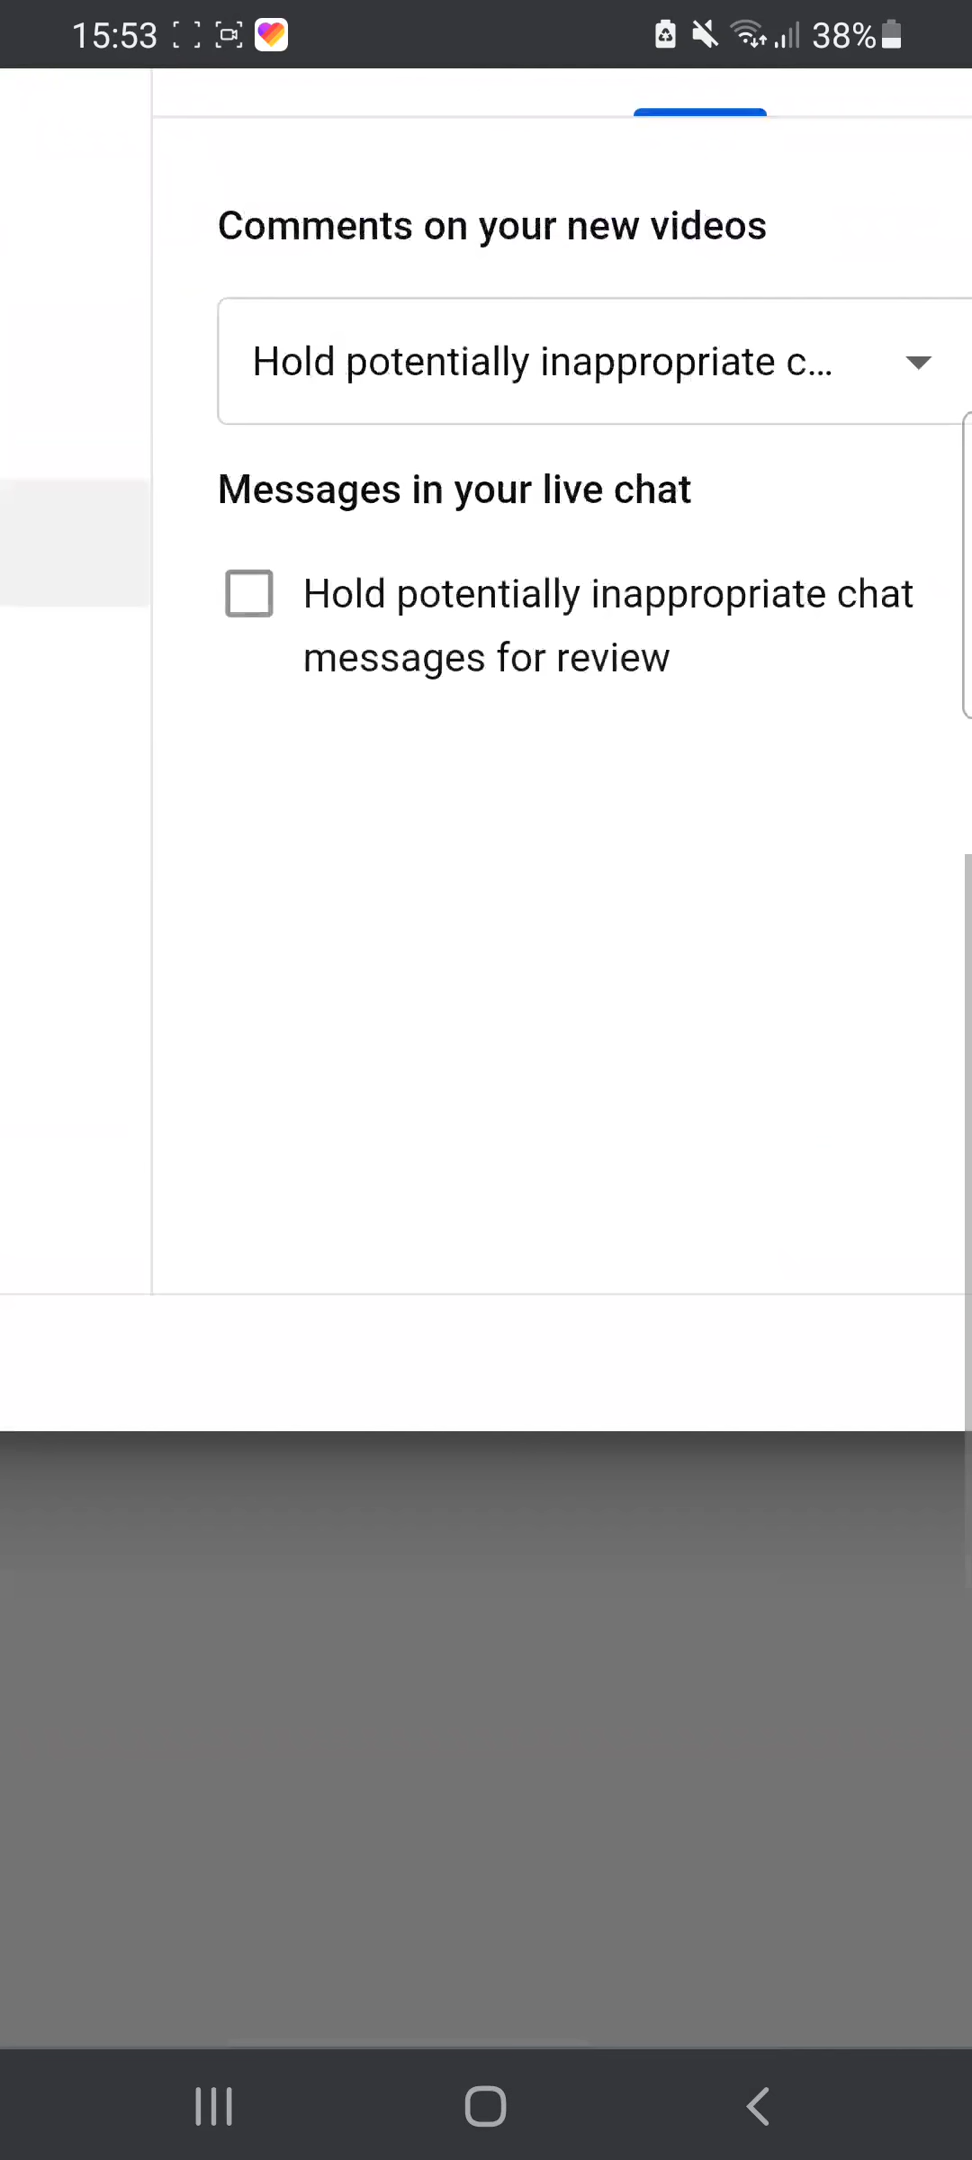 15:53
38%
Comments on your new videos
Hold potentially inappropriate c...
Messages in your live chat
Hold potentially inappropriate chat
messages for review